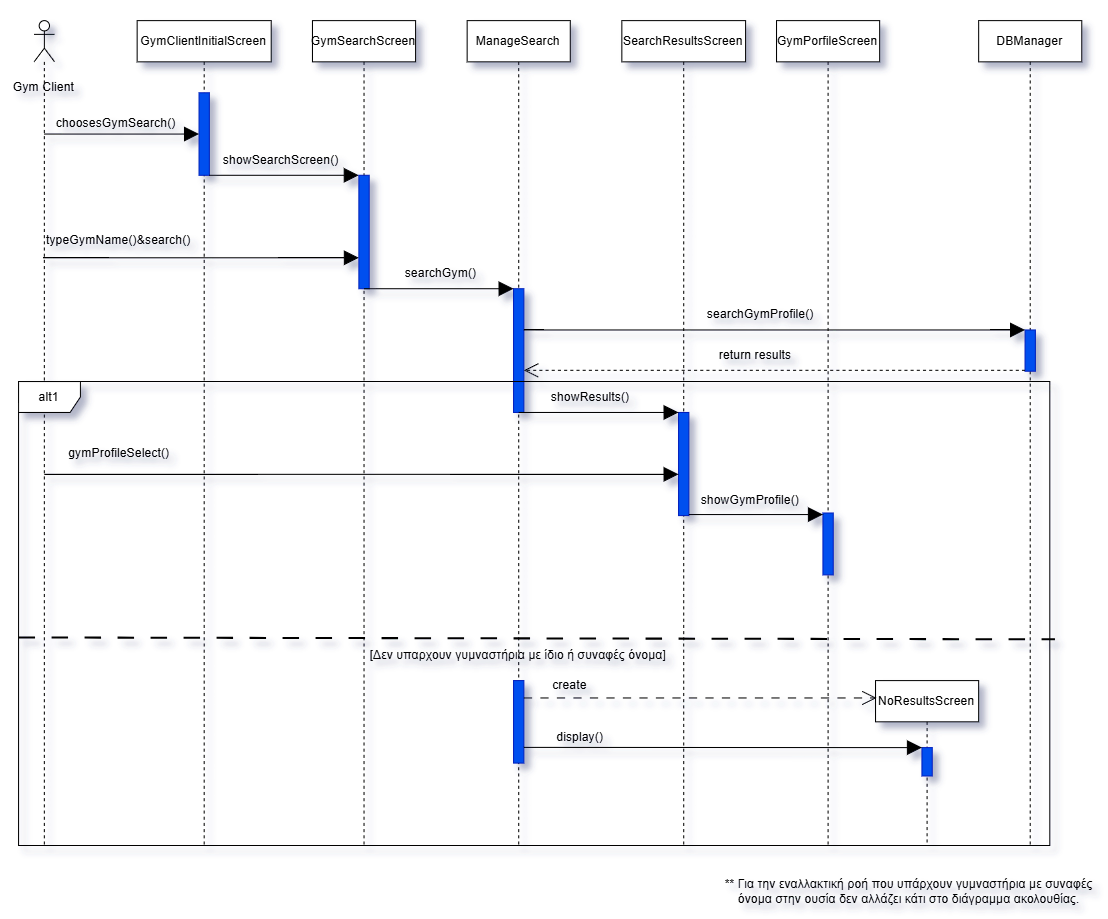 GymClientInitialScreen
GymSearchScreen
ManageSearch
SearchResultsScreen
GymPorfileScreen
DBManager
Gym Client
choosesGymSearch()
showSearchScreen()
typeGymName()&search()
searchGym()
searchGymProfile()
return results
alt1
showResults()
gymProfileSelect()
showGymProfile()
[Δεν υπαρχουν γυμναστήρια με ίδιο ή συναφές όνομα]
create
NoResultsScreen
display()
** Για την εναλλακτική ροή που υπάρχουν γυμναστήρια με συναφές
όνομα στην ουσία δεν αλλάζει κάτι στο διάγραμμα ακολουθίας.